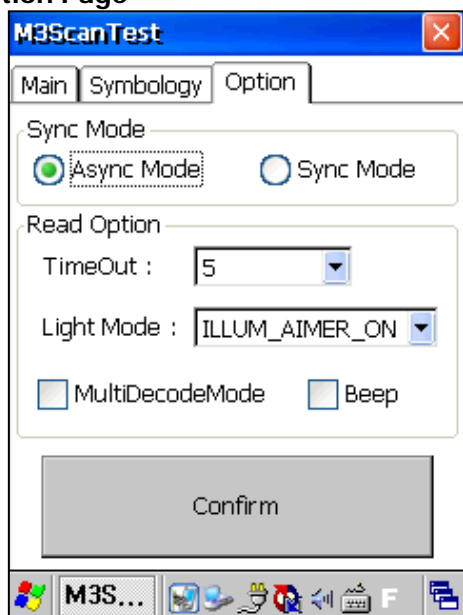 M3ScanTest
Main Symbology Option
Sync Mode
Async Mode Sync Mode
Read Option
TimeOut : 5
Light Mode : ILLUM_AIMER_ON
MultiDecodeMode Beep
Confirm
M3S... F